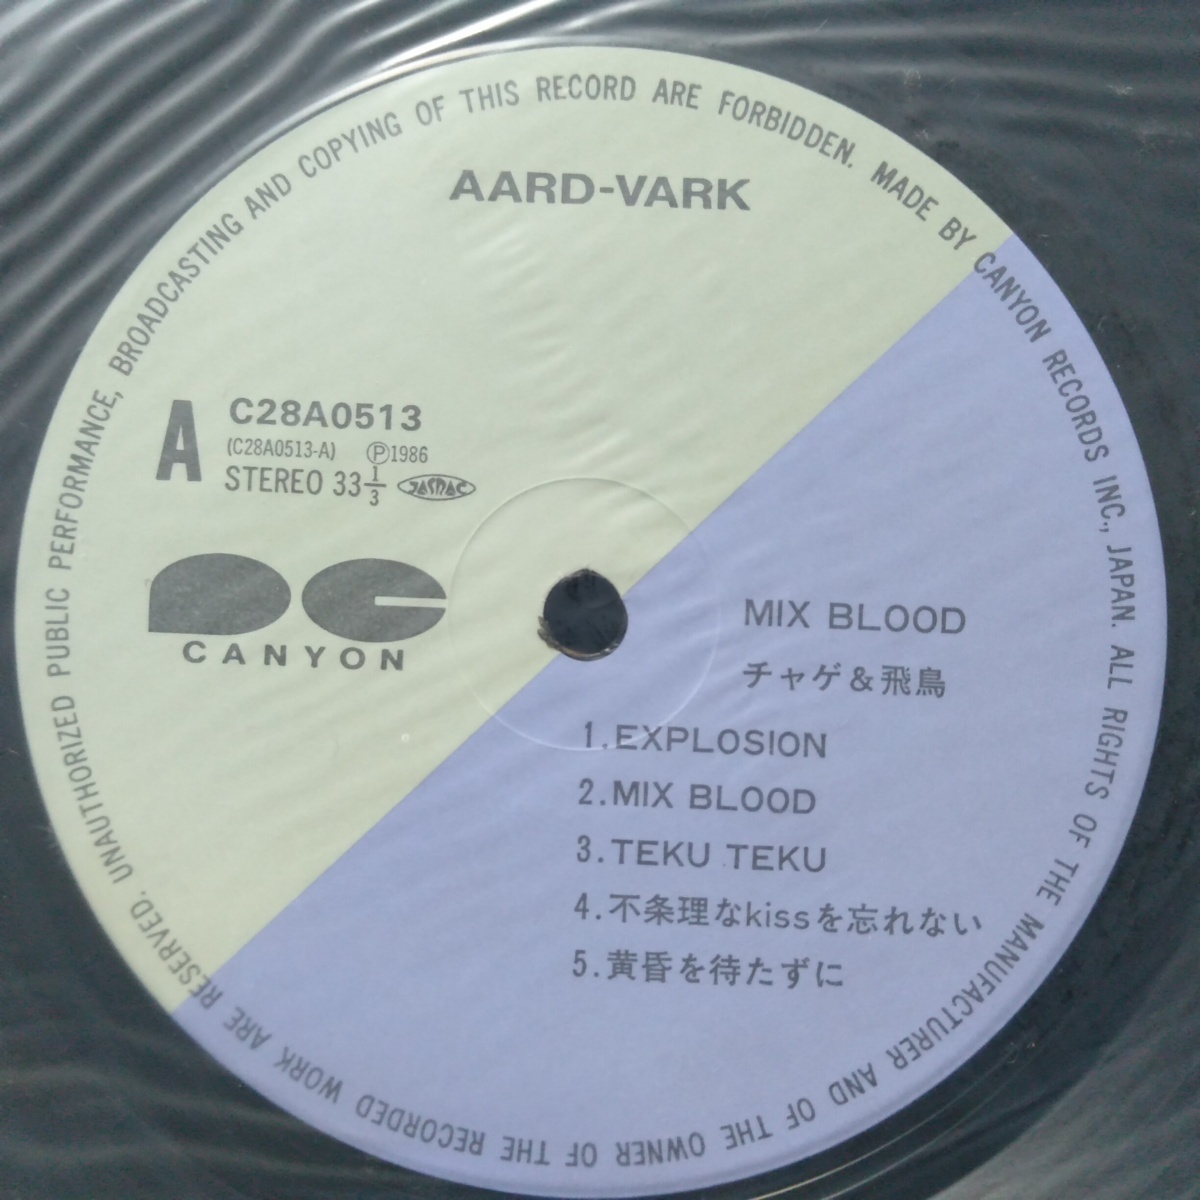 UNAUTHORIZED PUBLIC PERFORMANCE, BROADCASTING AND COPYING OF THIS RECORD ARE FORBIDDEN. MADE BY CANYON RECORDS INC., JAPAN. ALL RIGHTS OF THE MANUFACTURER AND OF THE OWNER OF THE RECORDED WORK ARE RESERVED.
AARD-VARK
A
C28A0513
(C28A0513-A) Ⓟ1986
STEREO 33 1/3 JASRAC
CANYON
MIX BLOOD
チャゲ&飛鳥
1.EXPLOSION
2.MIX BLOOD
3.TEKU TEKU
4.不条理なkissを忘れない
5.黄昏を待たずに